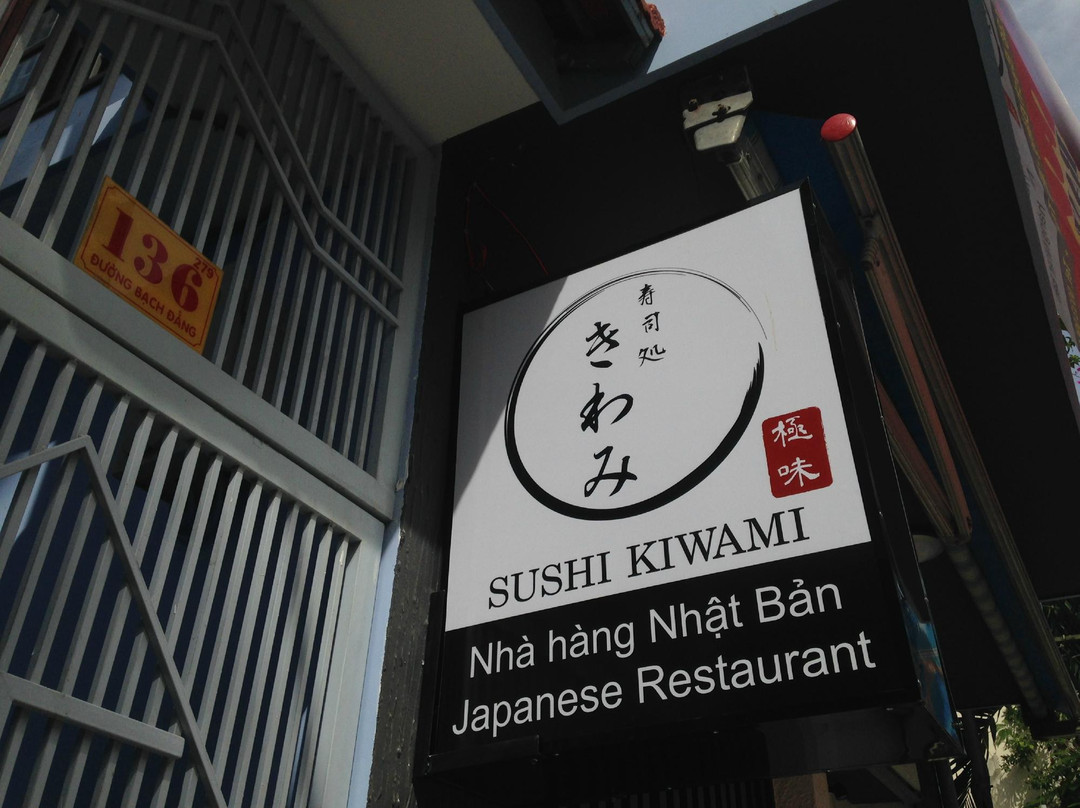 136
279
ĐƯỜNG BẠCH ĐẰNG
寿司処
きわみ
極味
SUSHI KIWAMI
Nhà hàng Nhật Bản
Japanese Restaurant